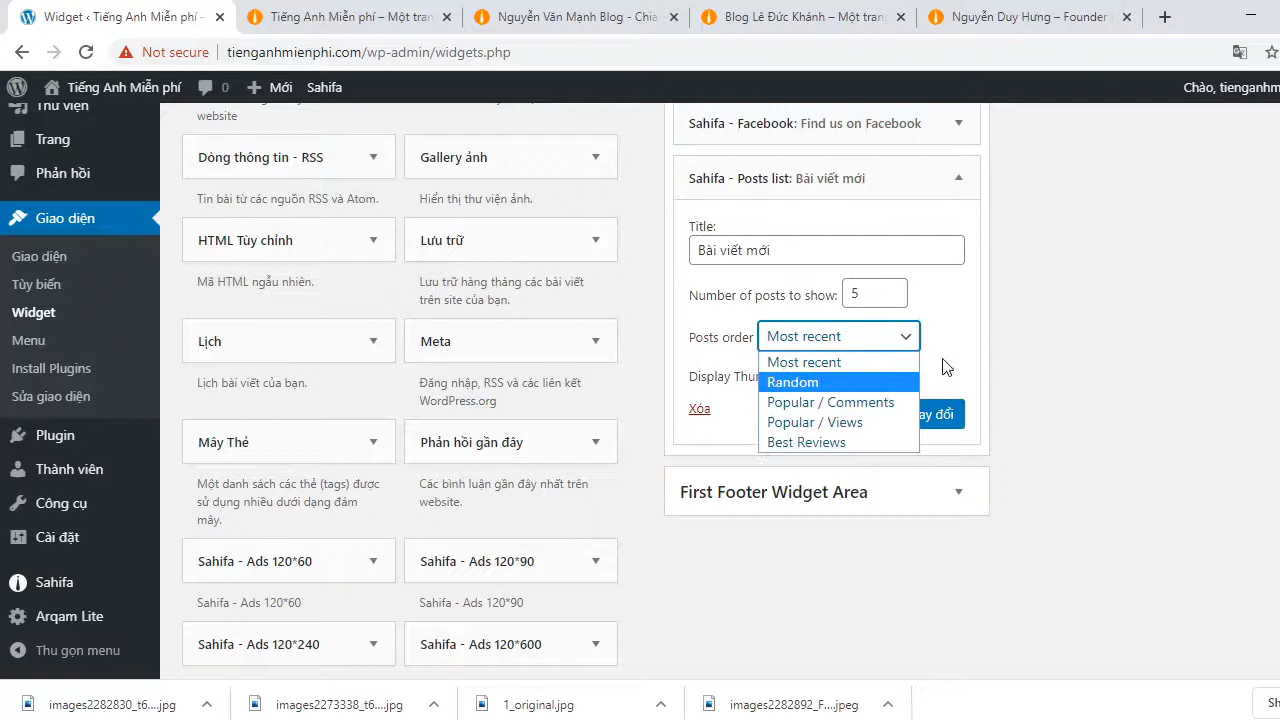 Widget ‹ Tiếng Anh Miễn phí –
Tiếng Anh Miễn phí – Một tran
Nguyễn Văn Mạnh Blog - Chia
Blog Lê Đức Khánh – Một trang
Nguyễn Duy Hưng – Founder
Not secure
tienganhmienphi.com/wp-admin/widgets.php
Tiếng Anh Miễn phí
0
Mới
Sahifa
Chào, tienganhm
Thư viện
Trang
Phản hồi
Giao diện
Giao diện
Tùy biến
Widget
Menu
Install Plugins
Sửa giao diện
Plugin
Thành viên
Công cụ
Cài đặt
Sahifa
Arqam Lite
Thu gọn menu
website
Dòng thông tin - RSS
Tin bài từ các nguồn RSS và Atom.
Gallery ảnh
Hiển thị thư viện ảnh.
HTML Tùy chỉnh
Mã HTML ngẫu nhiên.
Lưu trữ
Lưu trữ hàng tháng các bài viết
trên site của bạn.
Lịch
Lịch bài viết của bạn.
Meta
Đăng nhập, RSS và các liên kết
WordPress.org
Mây Thẻ
Một danh sách các thẻ (tags) được
sử dụng nhiều dưới dạng đám
mây.
Phản hồi gần đây
Các bình luận gần đây nhất trên
website.
Sahifa - Ads 120*60
Sahifa - Ads 120*60
Sahifa - Ads 120*90
Sahifa - Ads 120*90
Sahifa - Ads 120*240
Sahifa - Ads 120*600
Sahifa - Facebook: Find us on Facebook
Sahifa - Posts list: Bài viết mới
Title:
Bài viết mới
Number of posts to show: 5
Posts order Most recent
Most recent
Random
Popular / Comments
Popular / Views
Best Reviews
Display Thu
Xóa
ay đổi
First Footer Widget Area
images2282830_t6....jpg
images2273338_t6....jpg
1_original.jpg
images2282892_F....jpeg
Sh